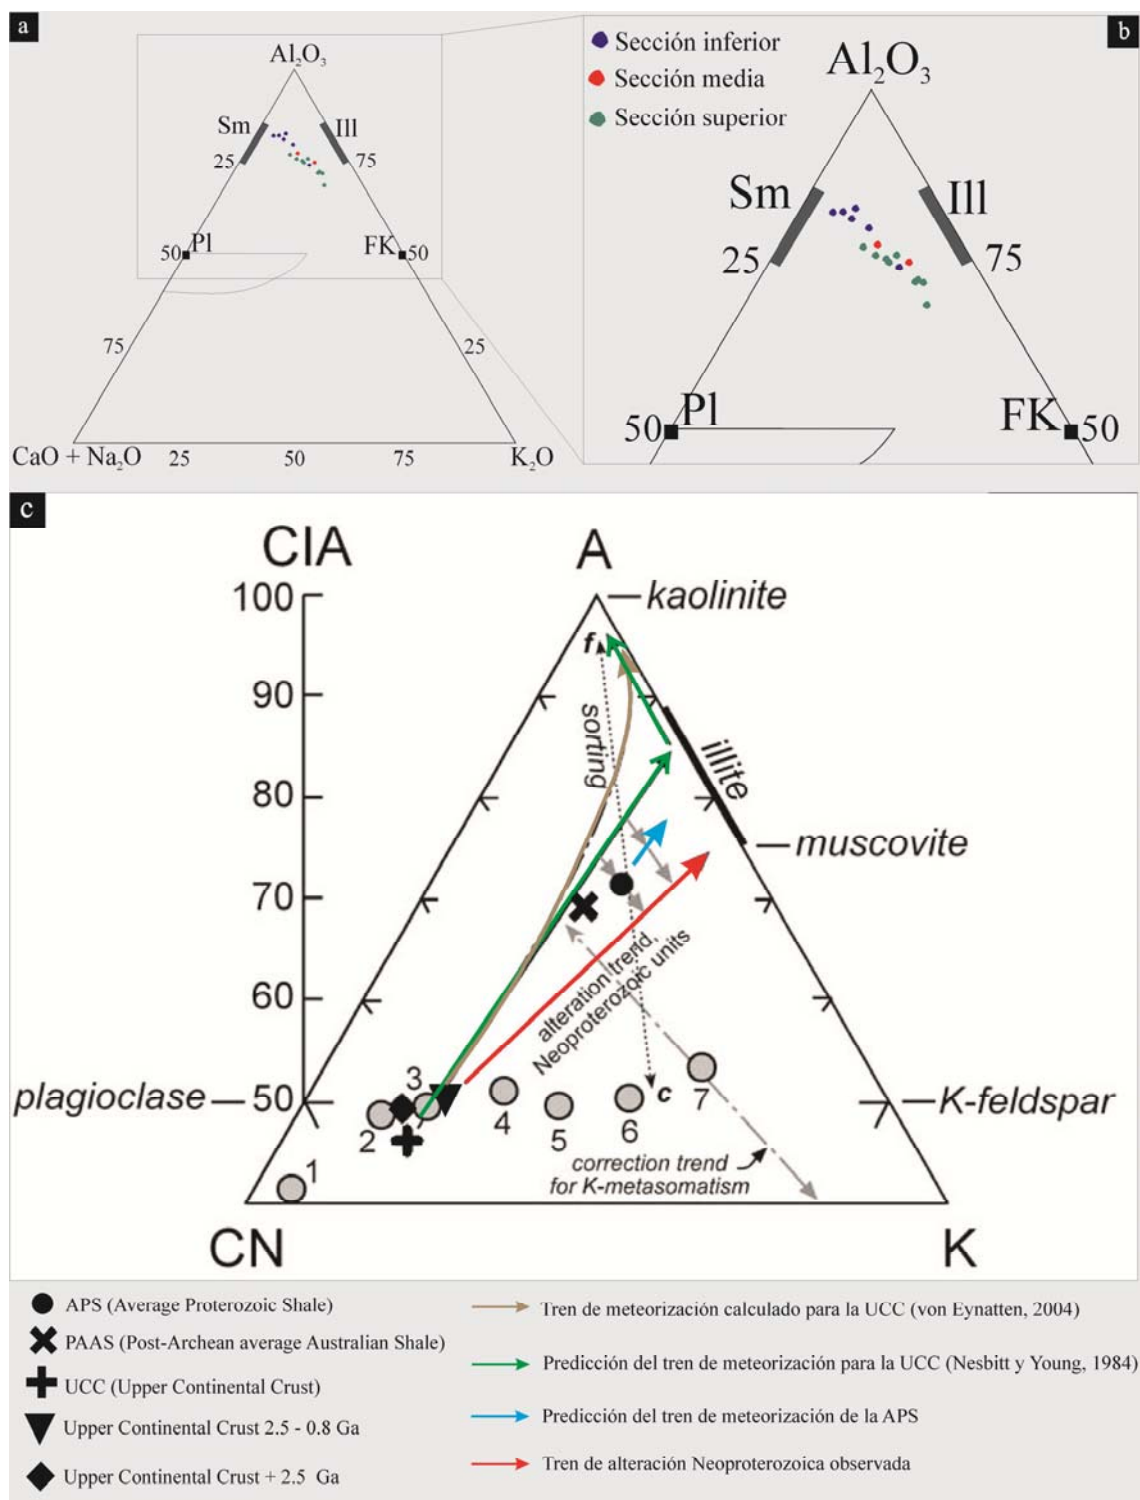 a
Al₂O₃
Sm
Ill
25
75
50
Pl
FK
50
75
25
CaO + Na₂O
25
50
75
K₂O
b
Sección inferior
Sección media
Sección superior
Al₂O₃
Sm
Ill
25
75
50
Pl
FK
50
c
CIA
A
100
kaolinite
f
90
sorting
illite
80
muscovite
70
alteration trend,
Neoproterozoic units
60
plagioclase
50
K-feldspar
1
2
3
4
5
6
7
c
correction trend
for K-metasomatism
CN
K
APS (Average Proterozoic Shale)
PAAS (Post-Archean average Australian Shale)
UCC (Upper Continental Crust)
Upper Continental Crust 2.5 - 0.8 Ga
Upper Continental Crust + 2.5 Ga
Tren de meteorización calculado para la UCC (von Eynatten, 2004)
Predicción del tren de meteorización para la UCC (Nesbitt y Young, 1984)
Predicción del tren de meteorización de la APS
Tren de alteración Neoproterozoica observada